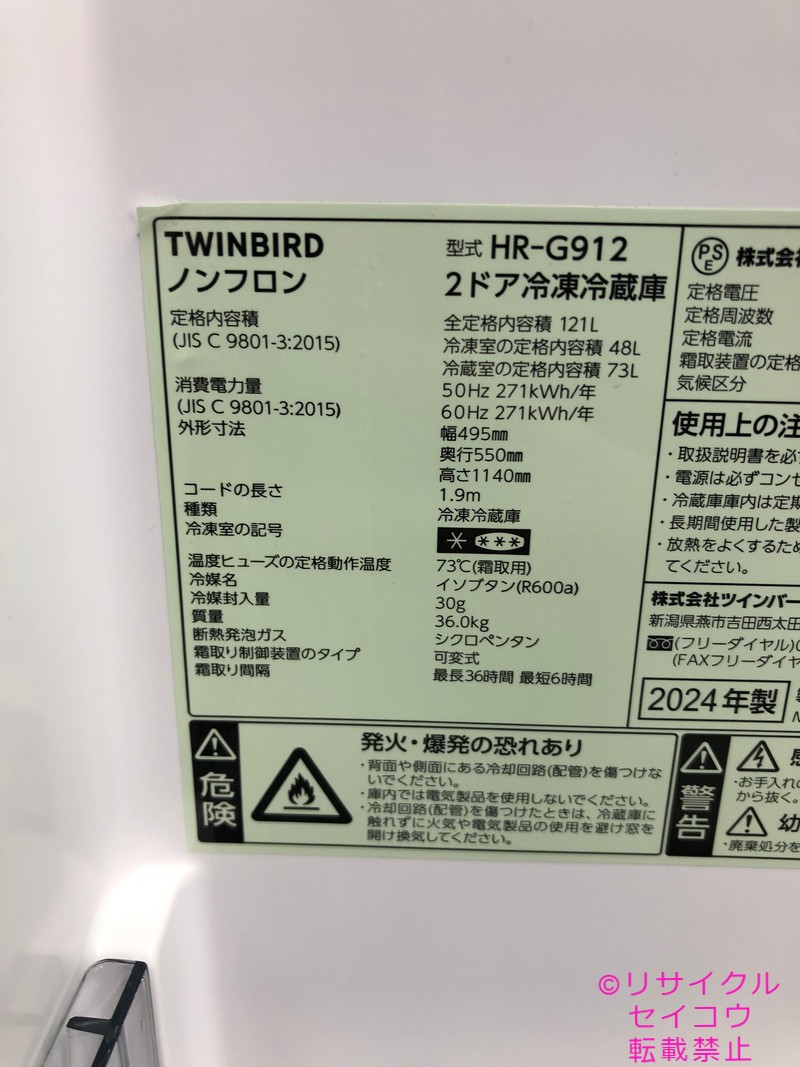 TWINBIRD
ノンフロン
型式 HR-G912
2ドア冷凍冷蔵庫
定格内容積
(JIS C 9801-3:2015)
全定格内容積 121L
冷凍室の定格内容積 48L
冷蔵室の定格内容積 73L
消費電力量
(JIS C 9801-3:2015)
50Hz 271kWh/年
60Hz 271kWh/年
外形寸法
幅495㎜
奥行550㎜
高さ1140㎜
コードの長さ
1.9m
種類
冷凍冷蔵庫
冷凍室の記号
温度ヒューズの定格動作温度
73℃(霜取用)
冷媒名
イソブタン(R600a)
冷媒封入量
30g
質量
36.0kg
断熱発泡ガス
シクロペンタン
霜取り制御装置のタイプ
可変式
霜取り間隔
最長36時間 最短6時間
PSE 株式会
定格電圧
定格周波数
定格電流
霜取装置の定格
気候区分
使用上の注
・取扱説明書を必
・電源は必ずコンセ
・冷蔵庫庫内は定期
・長期間使用した製
・放熱をよくするため
てください。
株式会社ツインバー
新潟県燕市吉田西太田
(フリーダイヤル)
(FAXフリーダイヤ
2024年製
危険
発火・爆発の恐れあり
・背面や側面にある冷却回路(配管)を傷つけな
いでください。
・庫内では電気製品を使用しないでください。
・冷却回路(配管)を傷つけたときは、冷蔵庫に
触れずに火気や電気製品の使用を避け窓を
開け換気してください。
警告
感
・お手入れ
から抜く。
幼
・廃棄処分を
©リサイクル
セイコウ
転載禁止